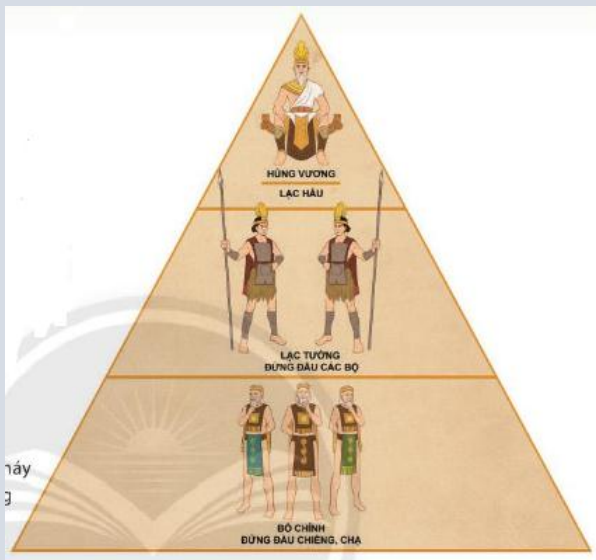 HÙNG VƯƠNG
LẠC HẦU
LẠC TƯỚNG
ĐỨNG ĐẦU CÁC BỘ
BỒ CHÍNH
ĐỨNG ĐẦU CHIỀNG, CHẠ